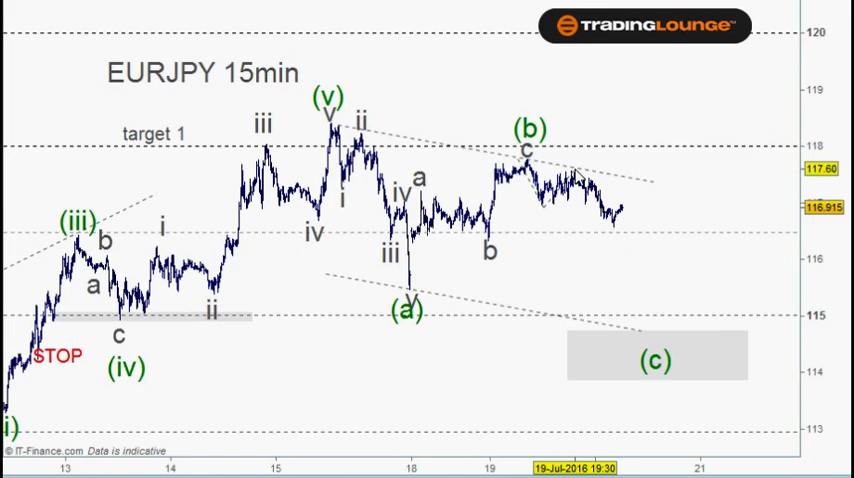 TRADINGLOUNGE™
120
EURJPY 15min
119
(v)
v
ii
iii
target 1
(b)
c
118
117.60
a
iv
116.915
(iii)
b
i
i
iv
iii
b
116
a
ii
v
(a)
115
c
STOP
(iv)
(c)
114
i)
113
© IT-Finance.com Data is indicative
13 14 15 18 19 19-Jul-2016 19:30 21